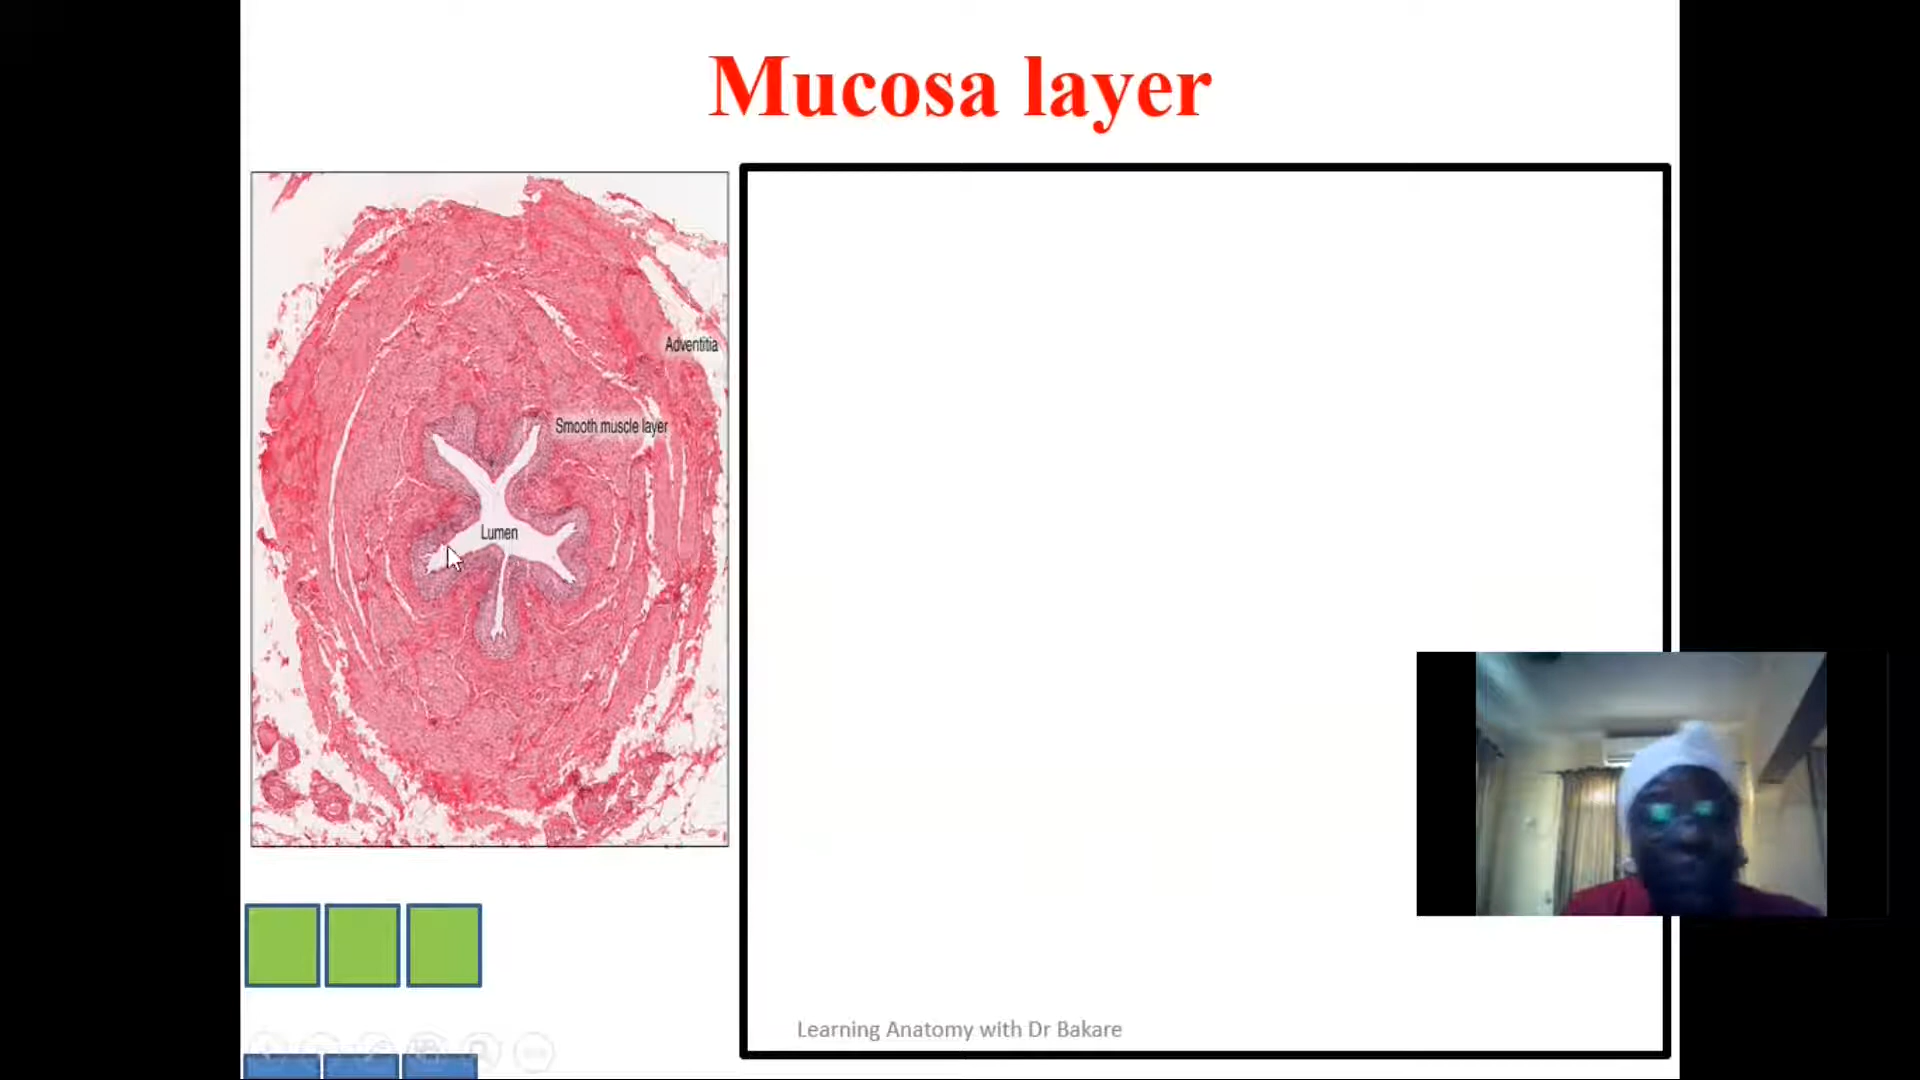 Mucosa layer
Adventitia
Smooth muscle layer
Lumen
Learning Anatomy with Dr Bakare